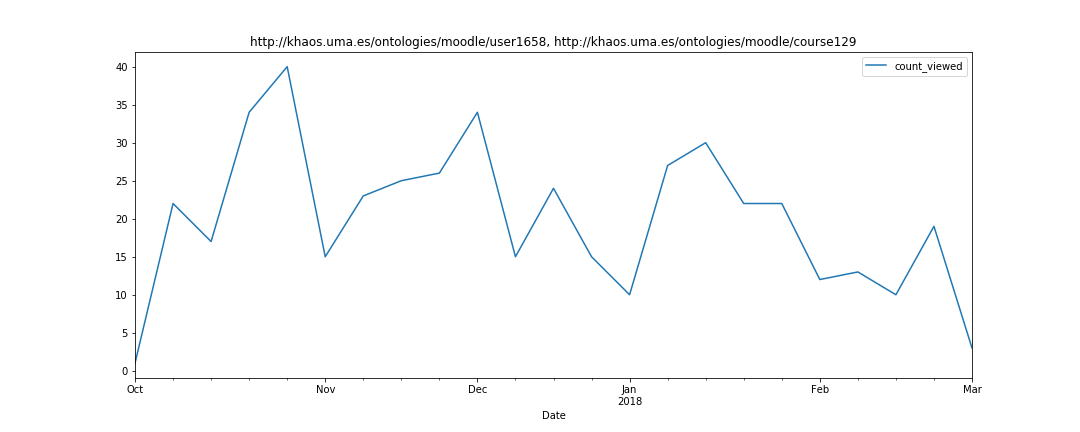 http://khaos.uma.es/ontologies/moodle/user1658, http://khaos.uma.es/ontologies/moodle/course129
count_viewed
40
35
30
25
20
15
10
5
0
Oct Nov Dec Jan Feb Mar
2018
Date